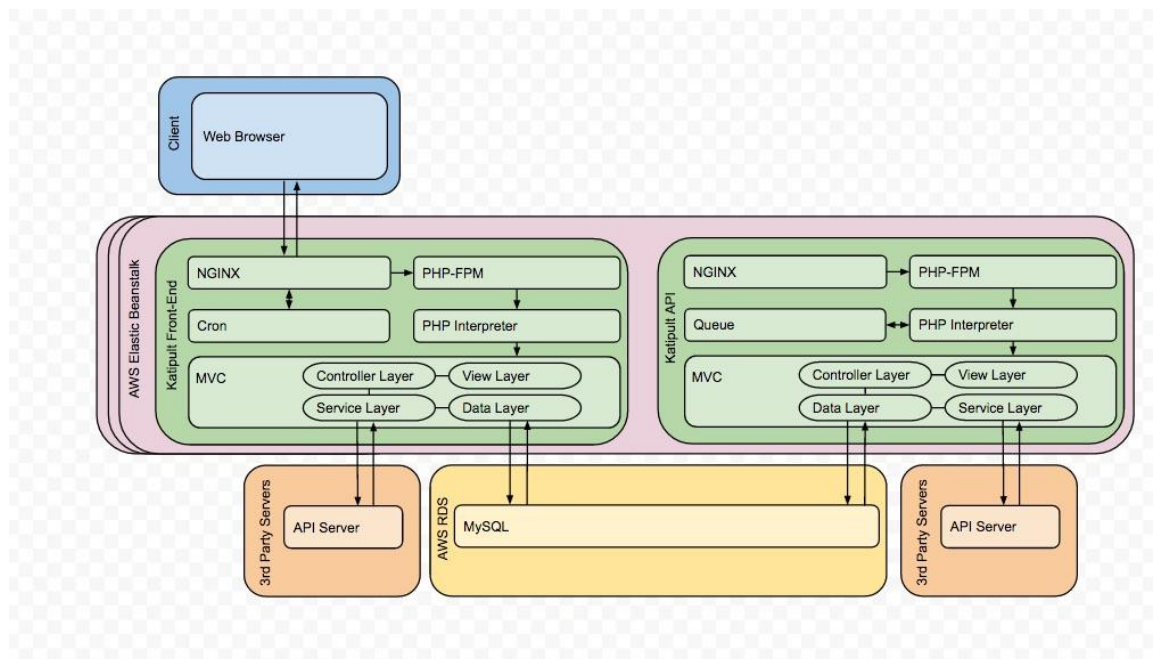 Client
Web Browser
AWS Elastic Beanstalk
Katipult Front-End
NGINX
PHP-FPM
Cron
PHP Interpreter
MVC
Controller Layer
View Layer
Service Layer
Data Layer
Katipult API
NGINX
PHP-FPM
Queue
PHP Interpreter
MVC
Controller Layer
View Layer
Data Layer
Service Layer
3rd Party Servers
API Server
AWS RDS
MySQL
3rd Party Servers
API Server